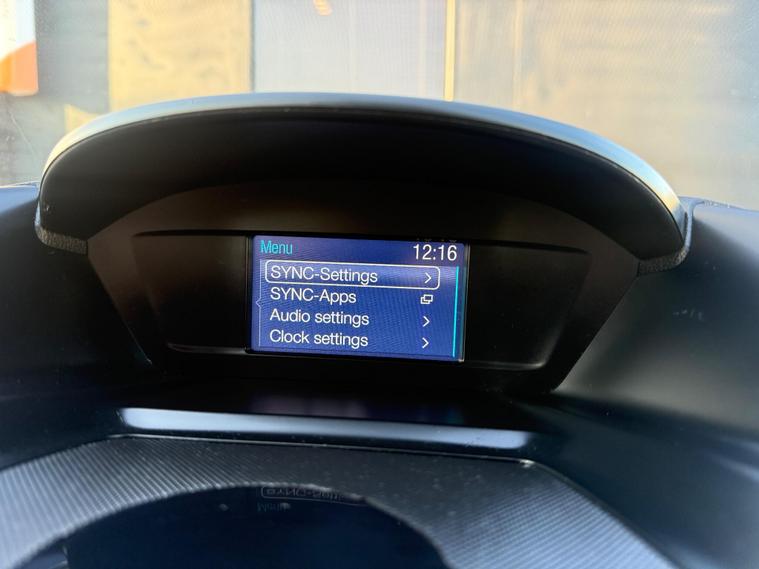 Menu 12:16
SYNC-Settings
SYNC-Apps
Audio settings
Clock settings